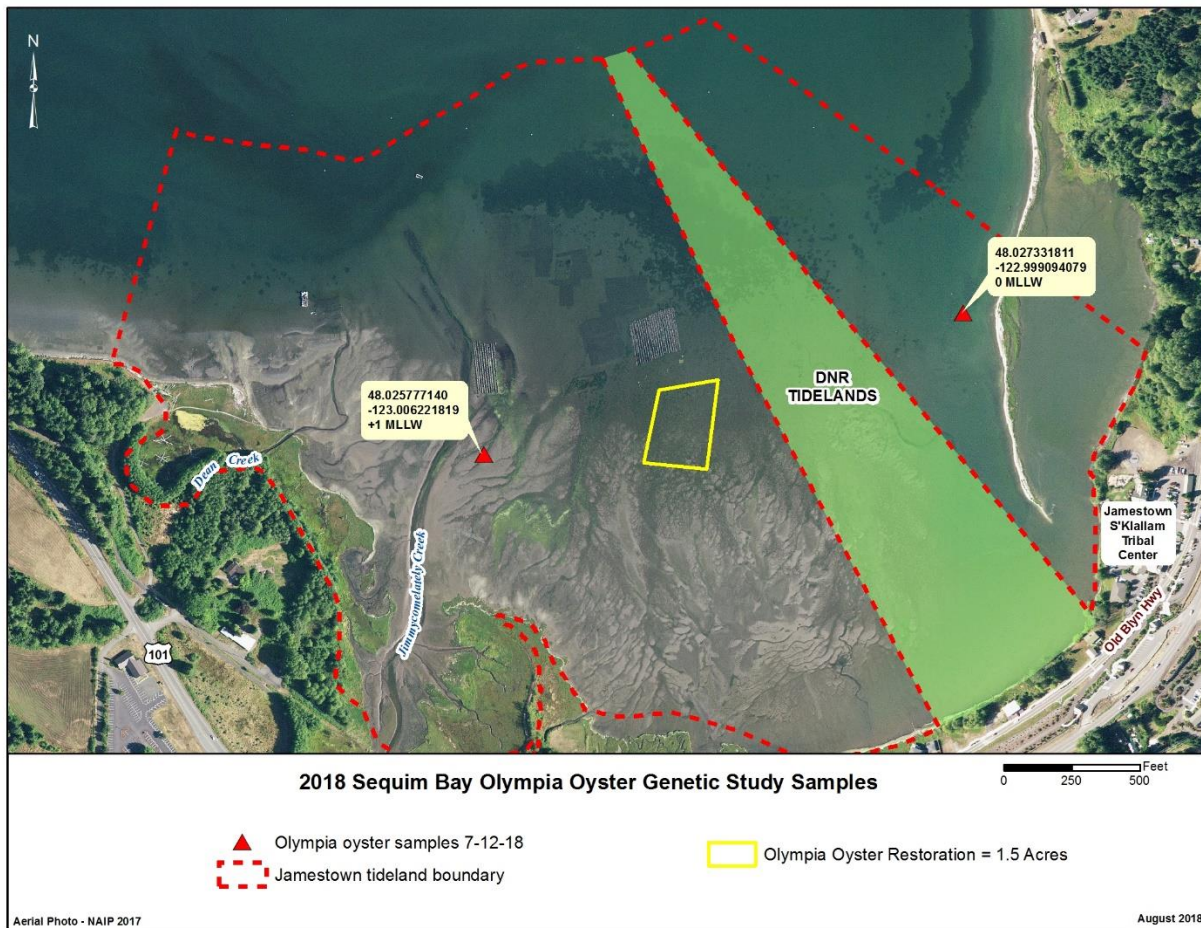 N
48.027331811
-122.999094079
0 MLLW
DNR
TIDELANDS
48.025777140
-123.006221819
+1 MLLW
Dean Creek
Jamestown
S'Klallam
Tribal
Center
Jimmycomelately Creek
Old Blyn Hwy
101
2018 Sequim Bay Olympia Oyster Genetic Study Samples
Feet
0 250 500
Olympia oyster samples 7-12-18
Jamestown tideland boundary
Olympia Oyster Restoration = 1.5 Acres
Aerial Photo - NAIP 2017
August 2018